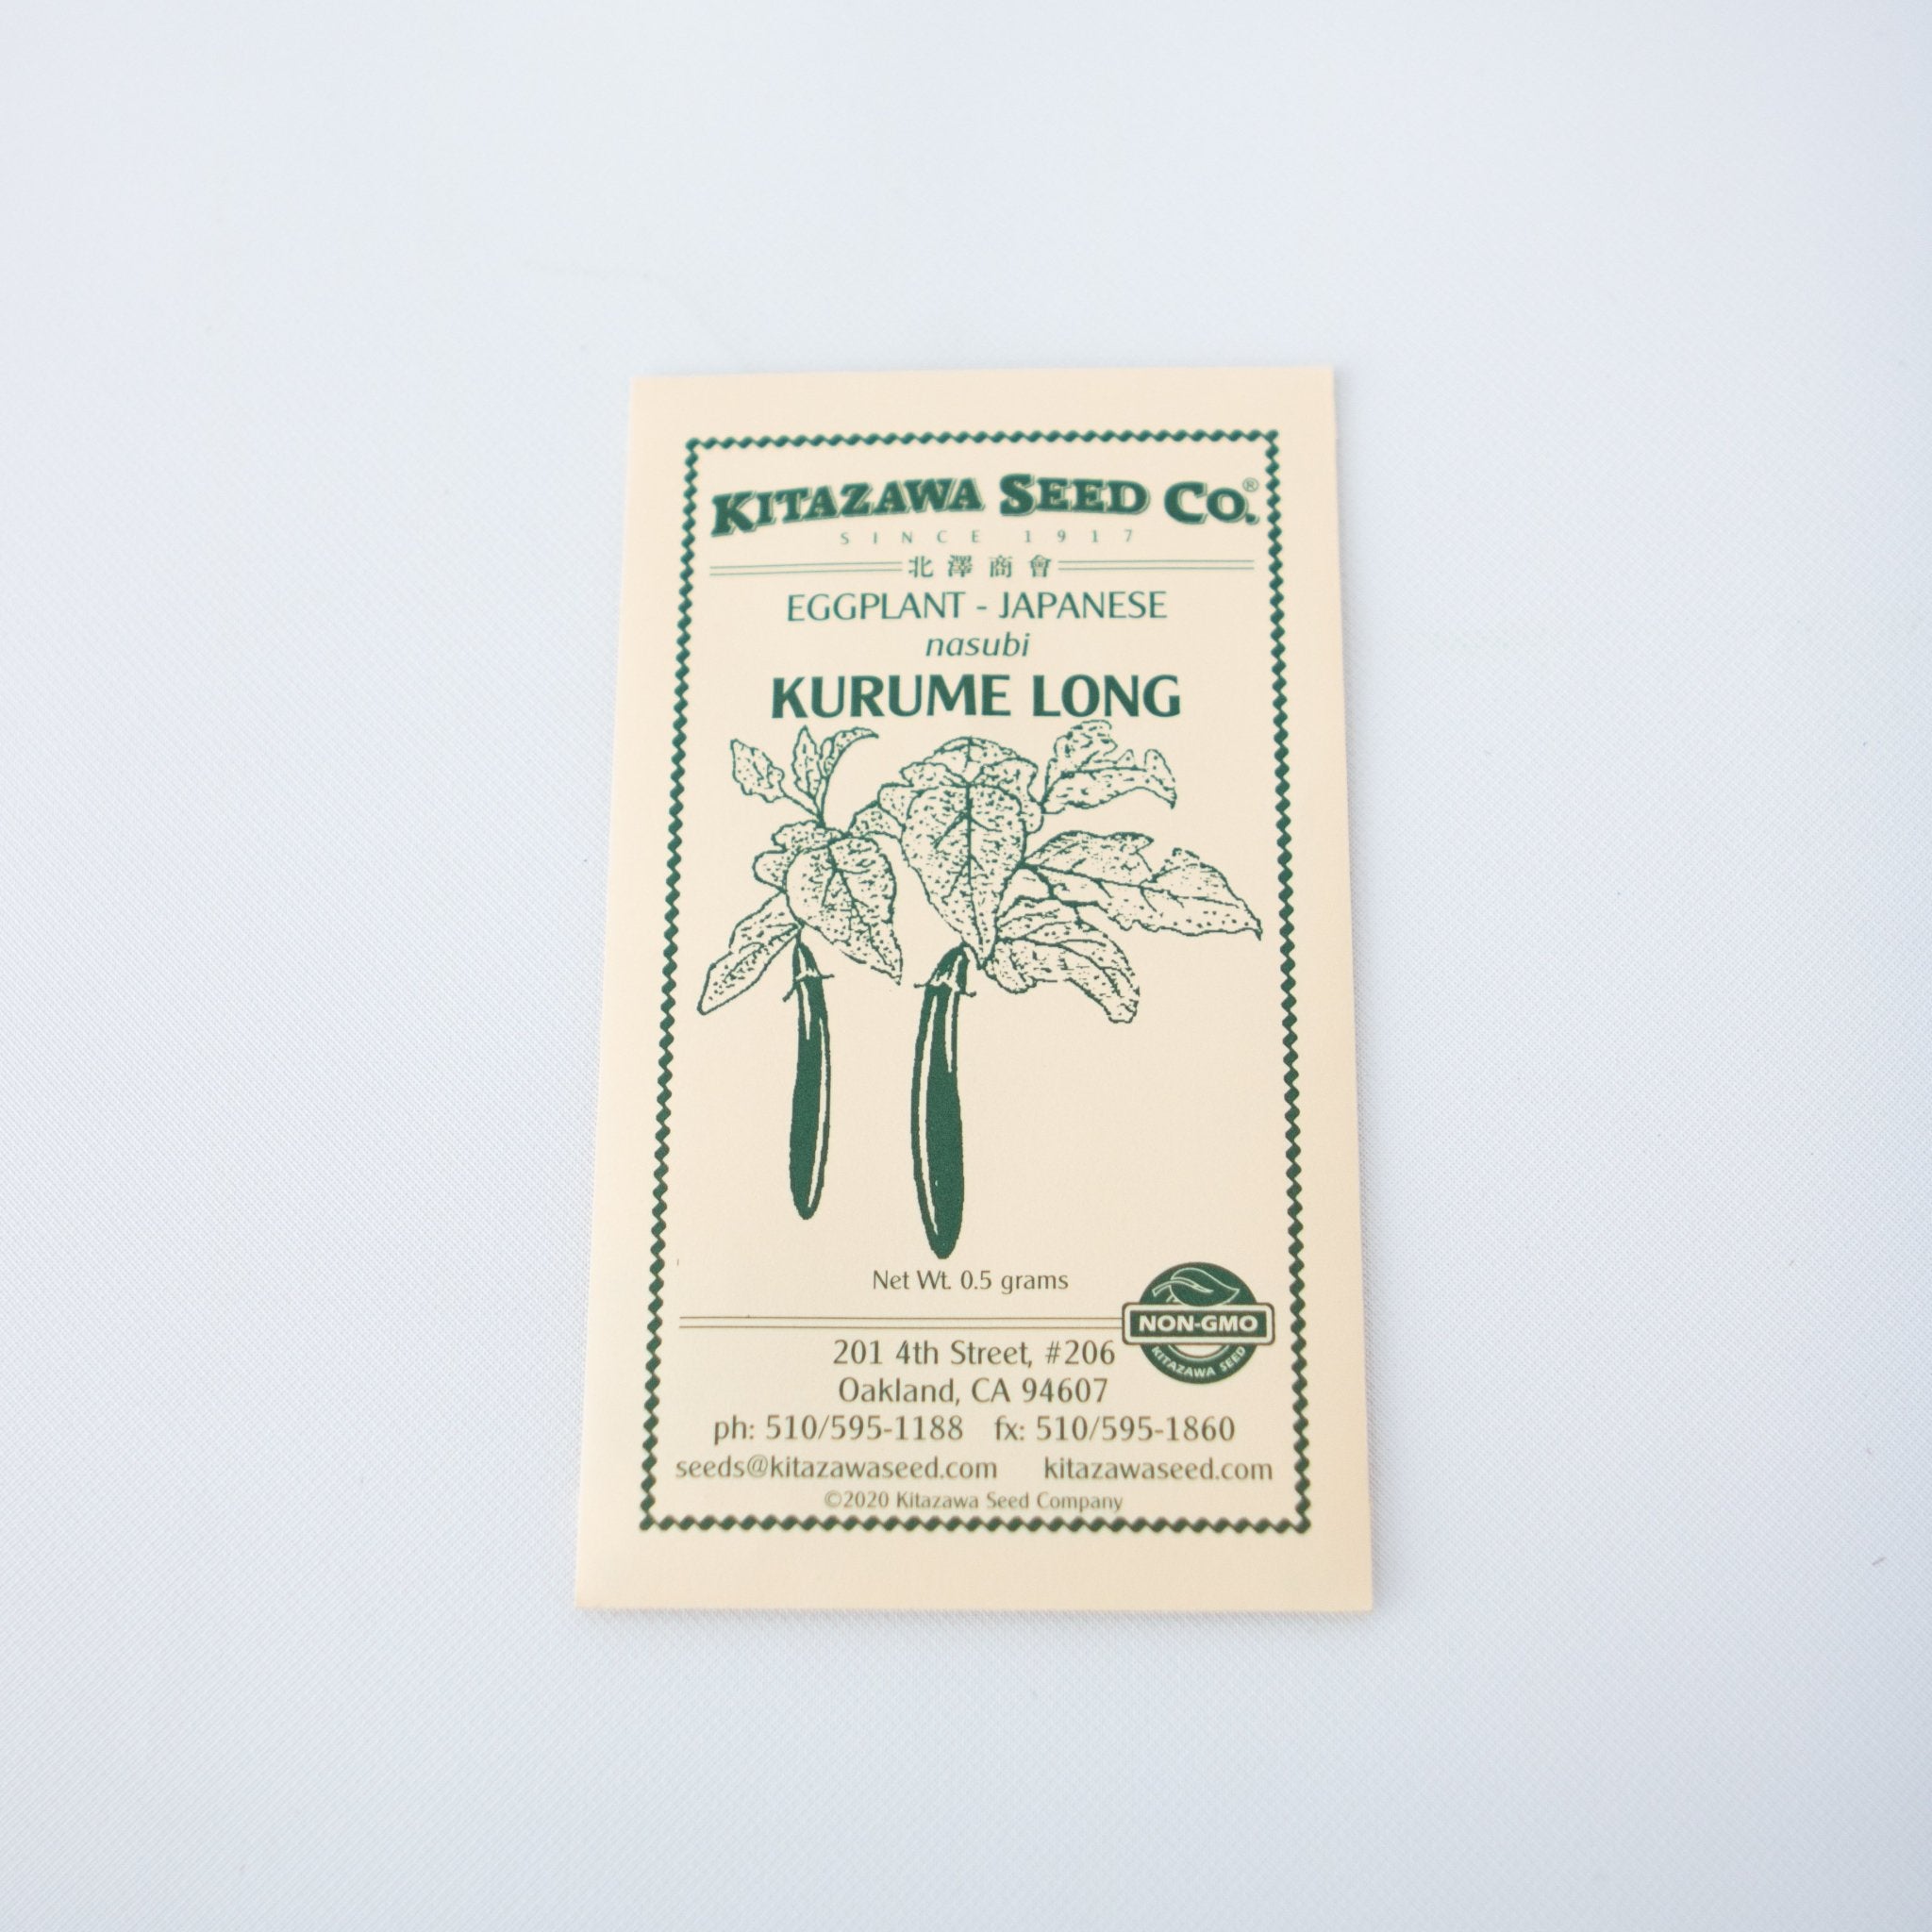 KITAZAWA SEED CO.®
SINCE 1917
北澤商會
EGGPLANT - JAPANESE
nasubi
KURUME LONG
Net Wt. 0.5 grams
NON-GMO
KITAZAWA SEED
201 4th Street, #206
Oakland, CA 94607
ph: 510/595-1188 fx: 510/595-1860
seeds@kitazawaseed.com kitazawaseed.com
©2020 Kitazawa Seed Company